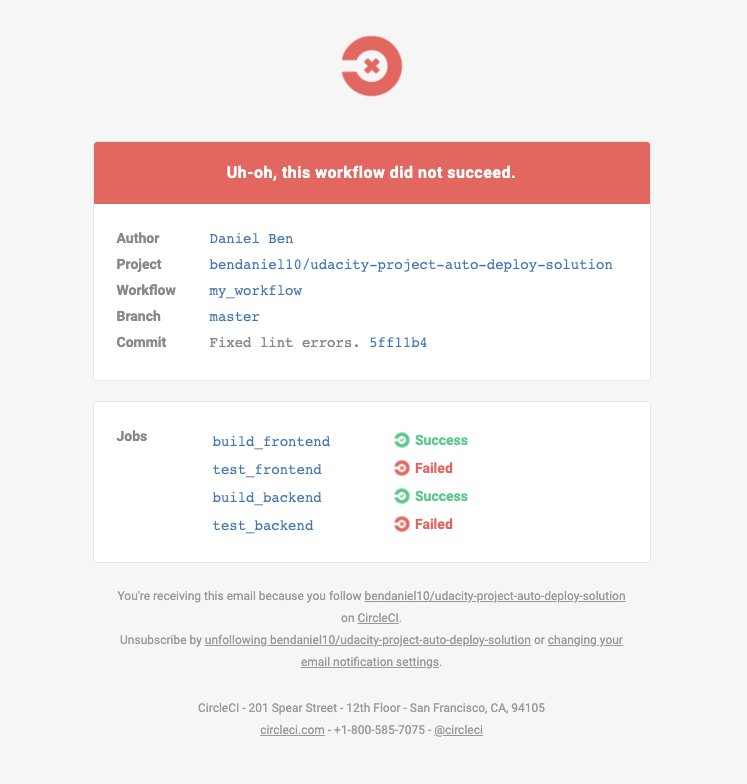 Uh-oh, this workflow did not succeed.
Author Daniel Ben
Project bendaniel10/udacity-project-auto-deploy-solution
Workflow my_workflow
Branch master
Commit Fixed lint errors. 5ff11b4
Jobs build_frontend Success
test_frontend Failed
build_backend Success
test_backend Failed
You're receiving this email because you follow bendaniel10/udacity-project-auto-deploy-solution
on CircleCI.
Unsubscribe by unfollowing bendaniel10/udacity-project-auto-deploy-solution or changing your
email notification settings.
CircleCI - 201 Spear Street - 12th Floor - San Francisco, CA, 94105
circleci.com - +1-800-585-7075 - @circleci